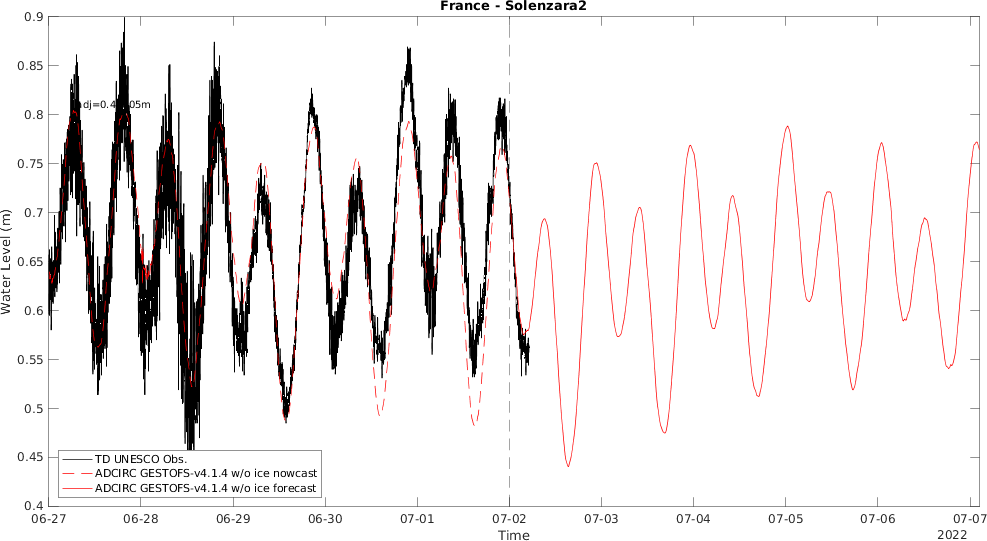 France - Solenzara2
Water Level (m)
0.9
0.85
0.8
0.75
0.7
0.65
0.6
0.55
0.5
0.45
0.4
TD UNESCO Obs.
ADCIRC GESTOFS-v4.1.4 w/o ice nowcast
ADCIRC GESTOFS-v4.1.4 w/o ice forecast
06-27 06-28 06-29 06-30 07-01 07-02 07-03 07-04 07-05 07-06 07-07
Time
2022